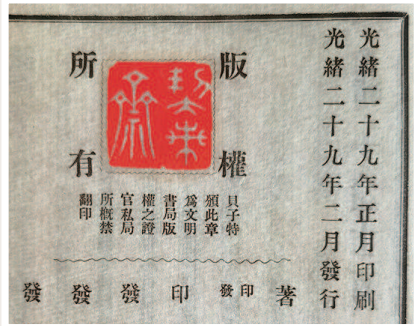 光緒二十九年正月印刷
光緒二十九年二月發行
版權
所有
貝子特
頒此章
爲文明
書局版
權之證
官私局
所概禁
翻印
著
印發
印
發
發
發